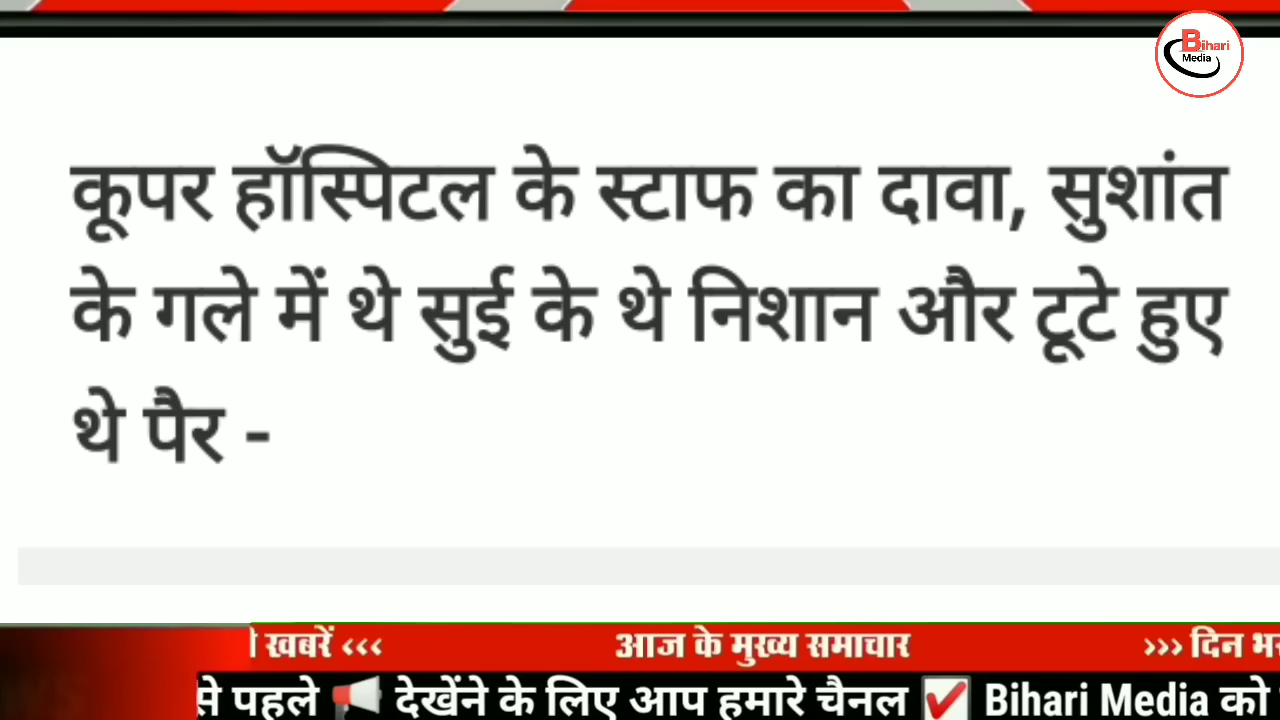 Bihari
Media
कूपर हॉस्पिटल के स्टाफ का दावा, सुशांत
के गले में थे सुई के थे निशान और टूटे हुए
थे पैर -
खबरें <<< आज के मुख्य समाचार >>> दिन
से पहले 📢 देखेंने के लिए आप हमारे चैनल ✔ Bihari Media को